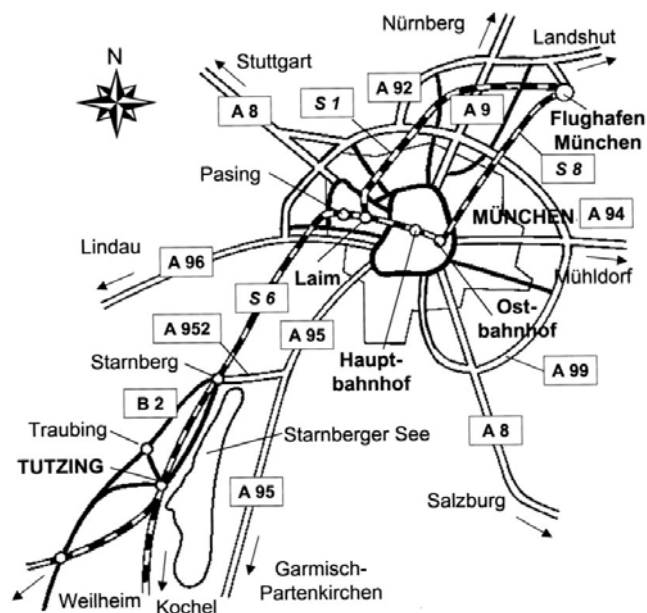 Nürnberg
Landshut
N
Stuttgart
A 92
A 8
S 1
A 9
Flughafen
München
S 8
Pasing
MÜNCHEN
A 94
Lindau
A 96
Laim
Mühldorf
S 6
Ost-
bahnhof
A 952
A 95
Haupt-
bahnhof
A 99
Starnberg
B 2
Traubing
Starnberger See
A 8
TUTZING
A 95
Salzburg
Garmisch-
Partenkirchen
Weilheim
Kochel